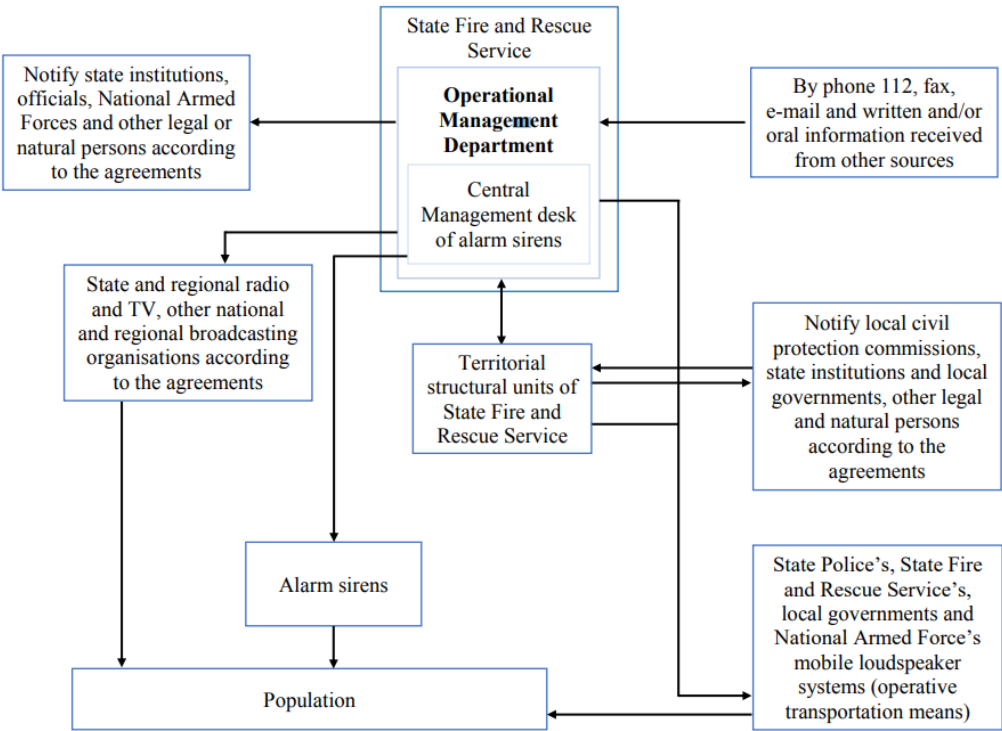 State Fire and Rescue
Service
Notify state institutions,
officials, National Armed
Forces and other legal or
natural persons according
to the agreements
Operational
Management
Department
By phone 112, fax,
e-mail and written and/or
oral information received
from other sources
Central
Management desk
of alarm sirens
State and regional radio
and TV, other national
and regional broadcasting
organisations according
to the agreements
Territorial
structural units of
State Fire and
Rescue Service
Notify local civil
protection commissions,
state institutions and local
governments, other legal
and natural persons
according to the
agreements
Alarm sirens
State Police's, State Fire
and Rescue Service's,
local governments and
National Armed Force's
mobile loudspeaker
systems (operative
transportation means)
Population